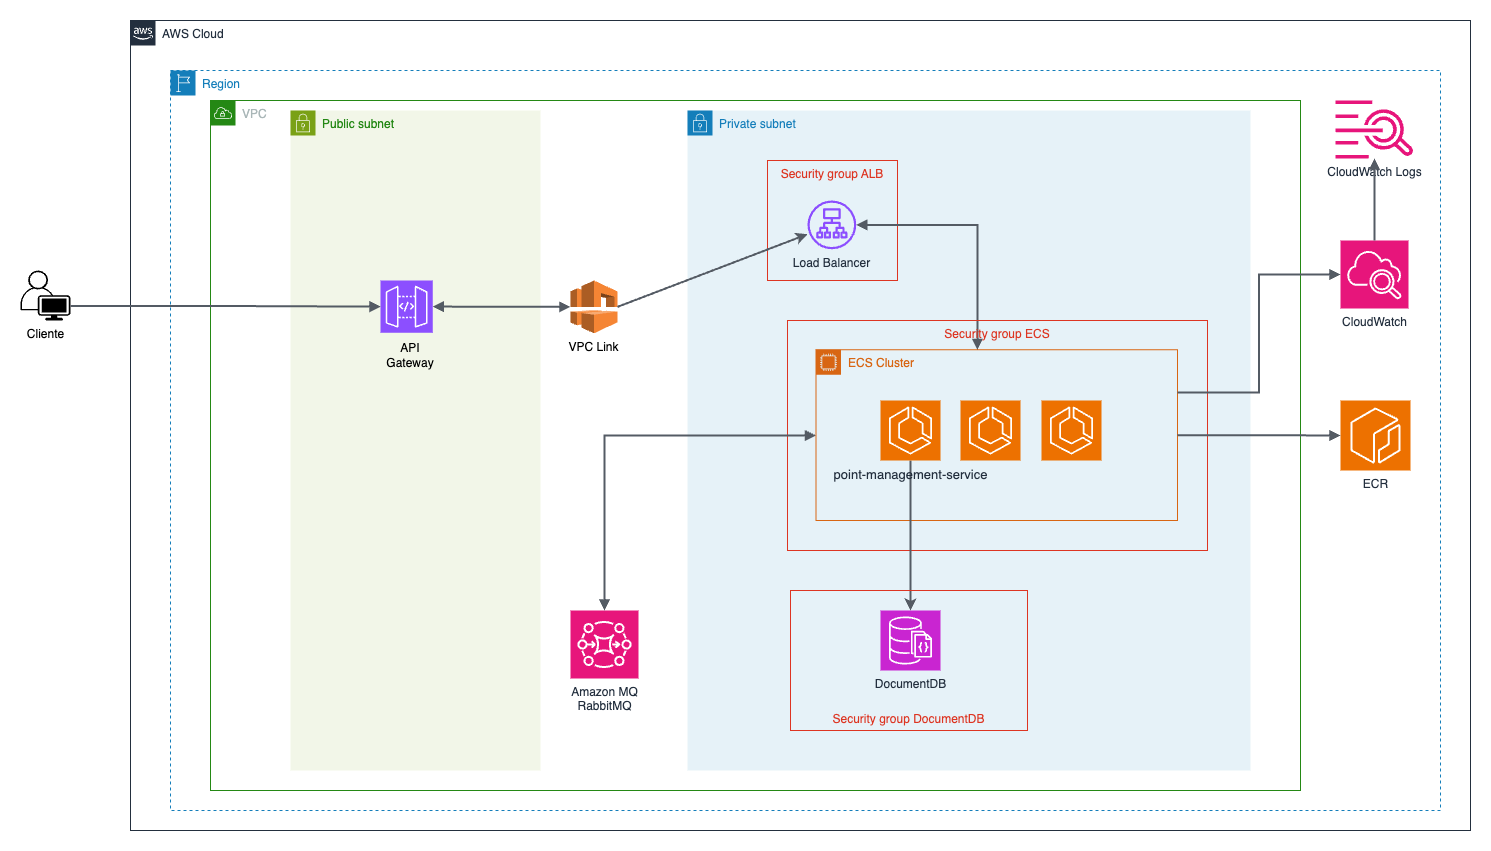 aws
AWS Cloud
Region
VPC
Public subnet
Private subnet
Security group ALB
Load Balancer
CloudWatch Logs
CloudWatch
Cliente
API
Gateway
VPC Link
Security group ECS
ECS Cluster
point-management-service
ECR
Amazon MQ
RabbitMQ
DocumentDB
Security group DocumentDB